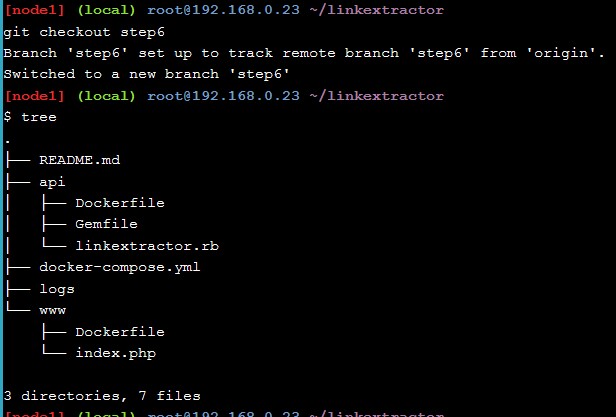 [node1] (local) root@192.168.0.23 ~/linkextractor
git checkout step6
Branch 'step6' set up to track remote branch 'step6' from 'origin'.
Switched to a new branch 'step6'
[node1] (local) root@192.168.0.23 ~/linkextractor
$ tree
.
├── README.md
├── api
│   ├── Dockerfile
│   ├── Gemfile
│   └── linkextractor.rb
├── docker-compose.yml
├── logs
└── www
    ├── Dockerfile
    └── index.php
3 directories, 7 files
[node1] (local) root@192.168.0.23 ~/linkextractor